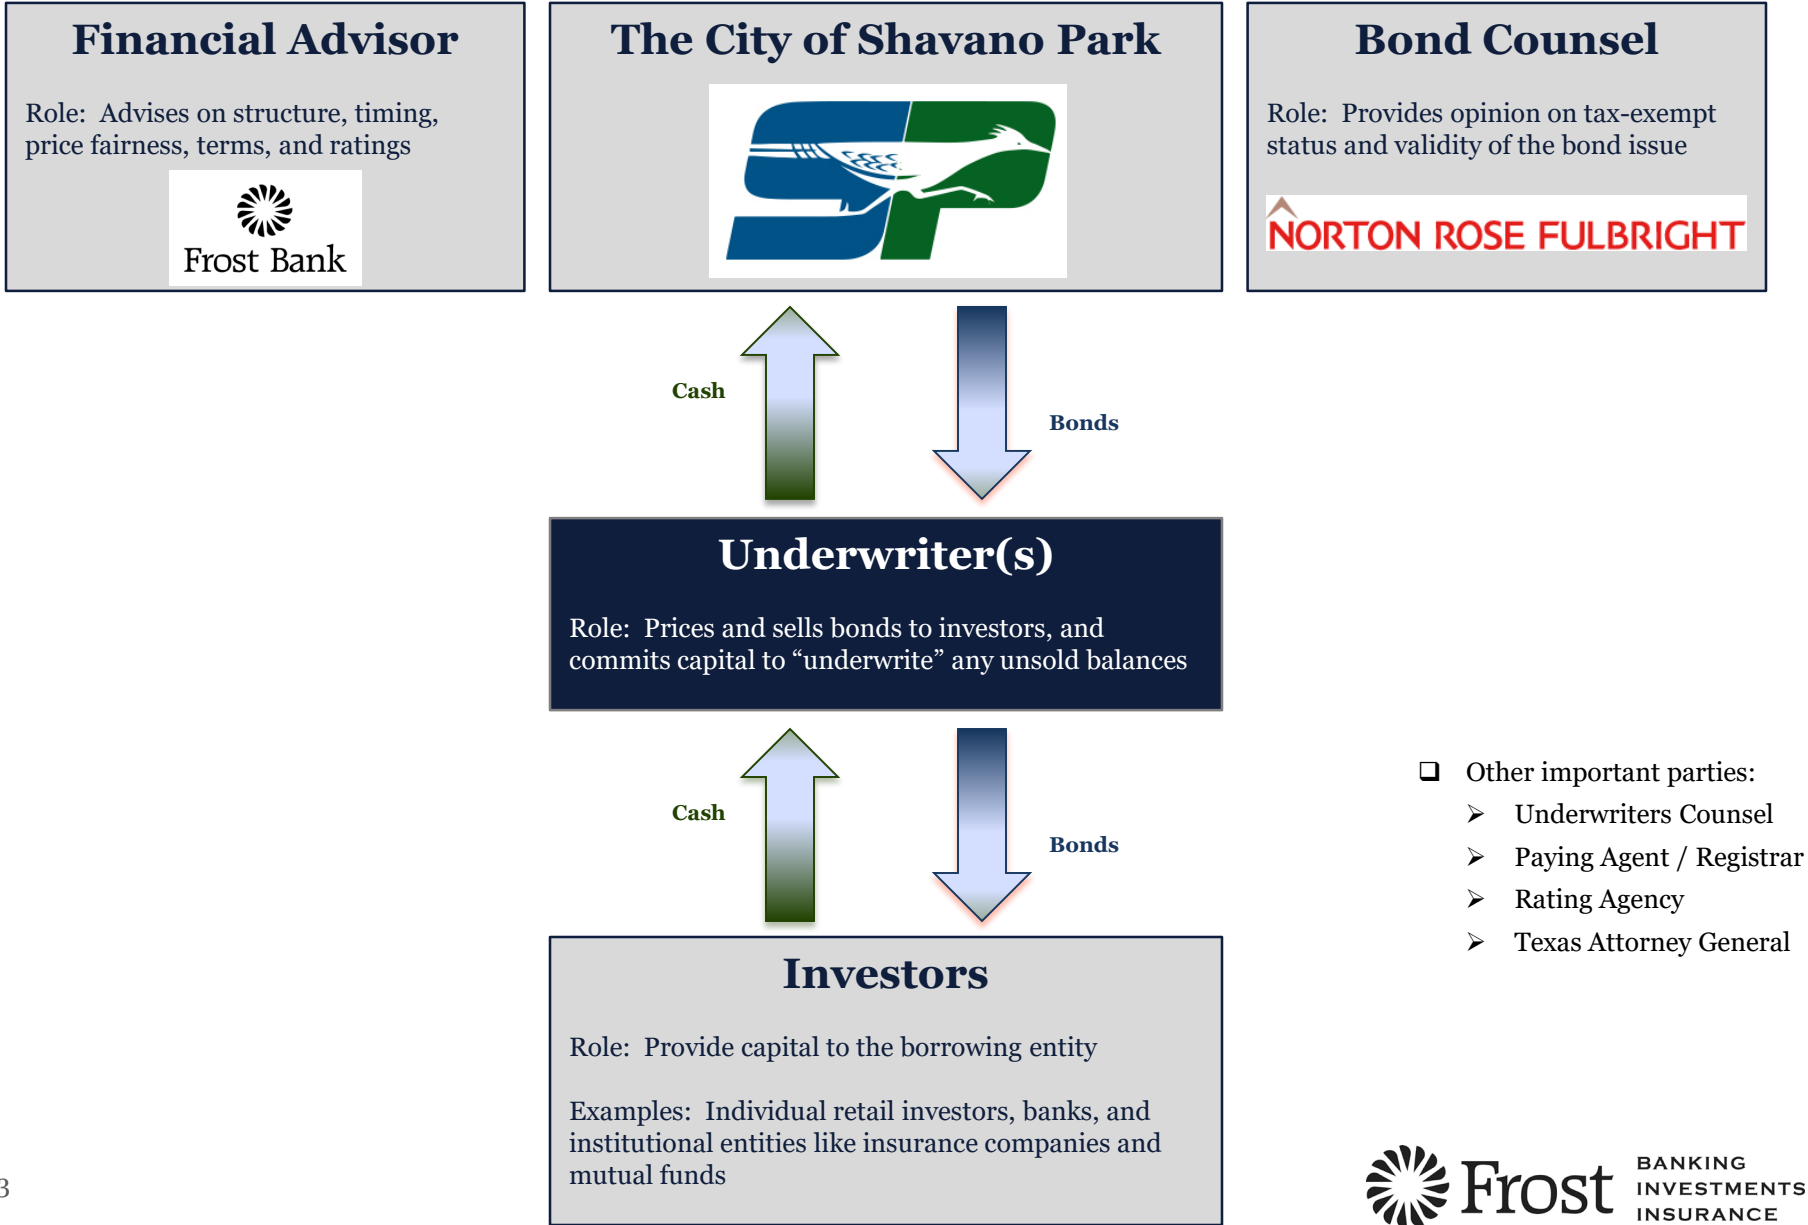 Financial Advisor
Role: Advises on structure, timing,
price fairness, terms, and ratings
Frost Bank
The City of Shavano Park
SP
Bond Counsel
Role: Provides opinion on tax-exempt
status and validity of the bond issue
NORTON ROSE FULBRIGHT
Cash
Bonds
Underwriter(s)
Role: Prices and sells bonds to investors, and
commits capital to “underwrite” any unsold balances
Cash
Bonds
Other important parties:
Underwriters Counsel
Paying Agent / Registrar
Rating Agency
Texas Attorney General
Investors
Role: Provide capital to the borrowing entity
Examples: Individual retail investors, banks, and
institutional entities like insurance companies and
mutual funds
3
Frost
BANKING
INVESTMENTS
INSURANCE